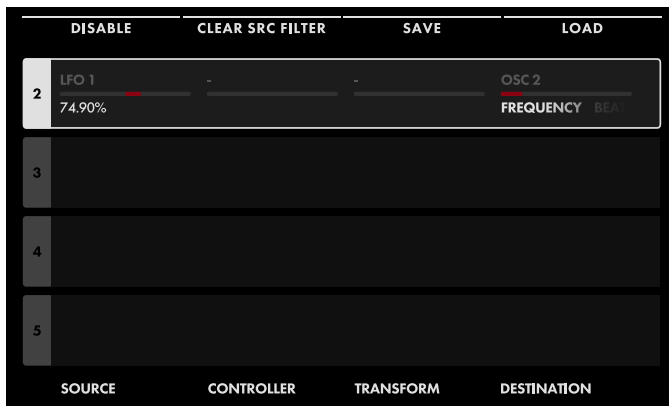 DISABLE CLEAR SRC FILTER SAVE LOAD
2 LFO 1 - - OSC 2
74.90% FREQUENCY BEAT
3
4
5
SOURCE CONTROLLER TRANSFORM DESTINATION